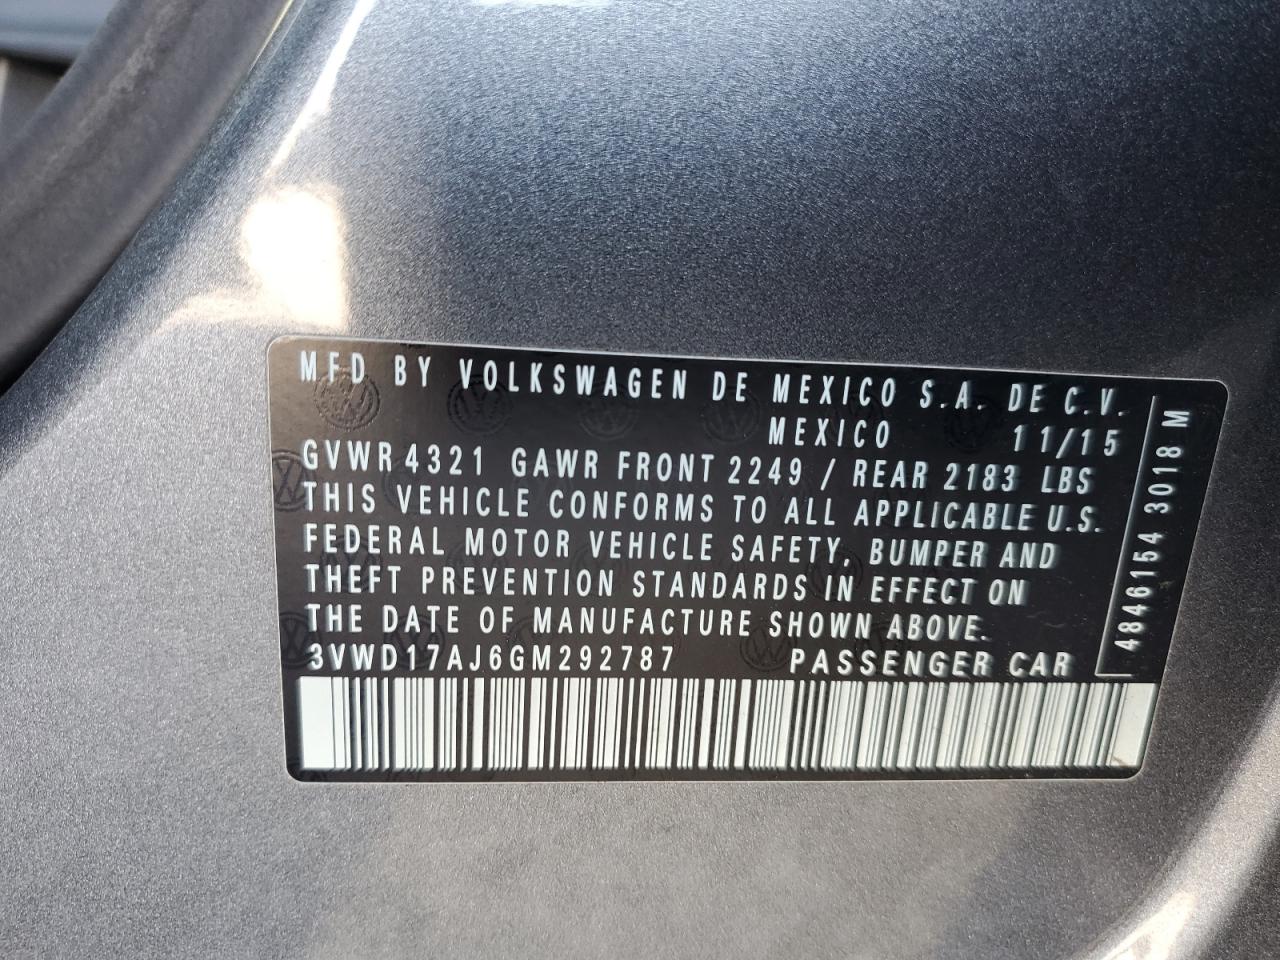 MFD BY VOLKSWAGEN DE MEXICO S.A. DE C.V.
MEXICO 11/15
GVWR 4321 GAWR FRONT 2249 / REAR 2183 LBS
THIS VEHICLE CONFORMS TO ALL APPLICABLE U.S.
FEDERAL MOTOR VEHICLE SAFETY, BUMPER AND
THEFT PREVENTION STANDARDS IN EFFECT ON
THE DATE OF MANUFACTURE SHOWN ABOVE.
3VWD17AJ6GM292787 PASSENGER CAR
4846154 3018 M